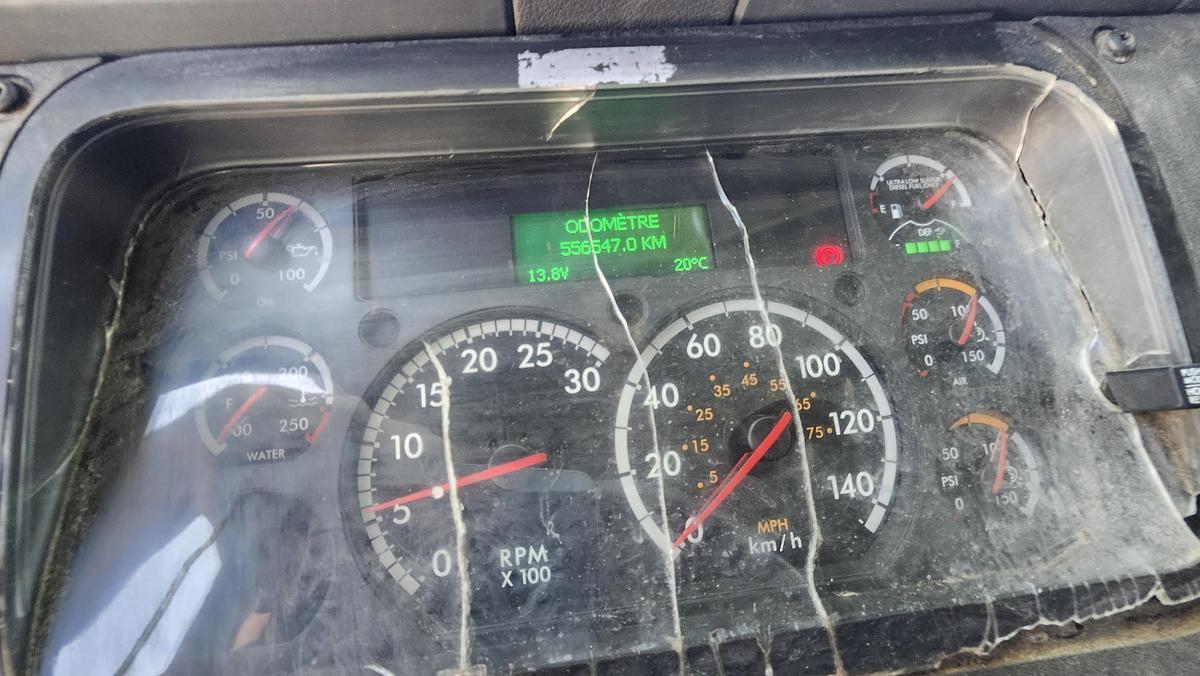 ODOMÈTRE
556547.0 KM
13.8V 20°C
50
PSI
0 100
OIL
200
F
250
WATER
0
5
10
15
20
25
30
RPM
X 100
0
20
40
60
80
100
120
140
5
15
25
35
45
55
65
75
MPH
km/h
ULTRA LOW SULFUR
DIESEL FUEL ONLY
E F
DEF
F
50
PSI
0 150
AIR
50
PSI
0 150